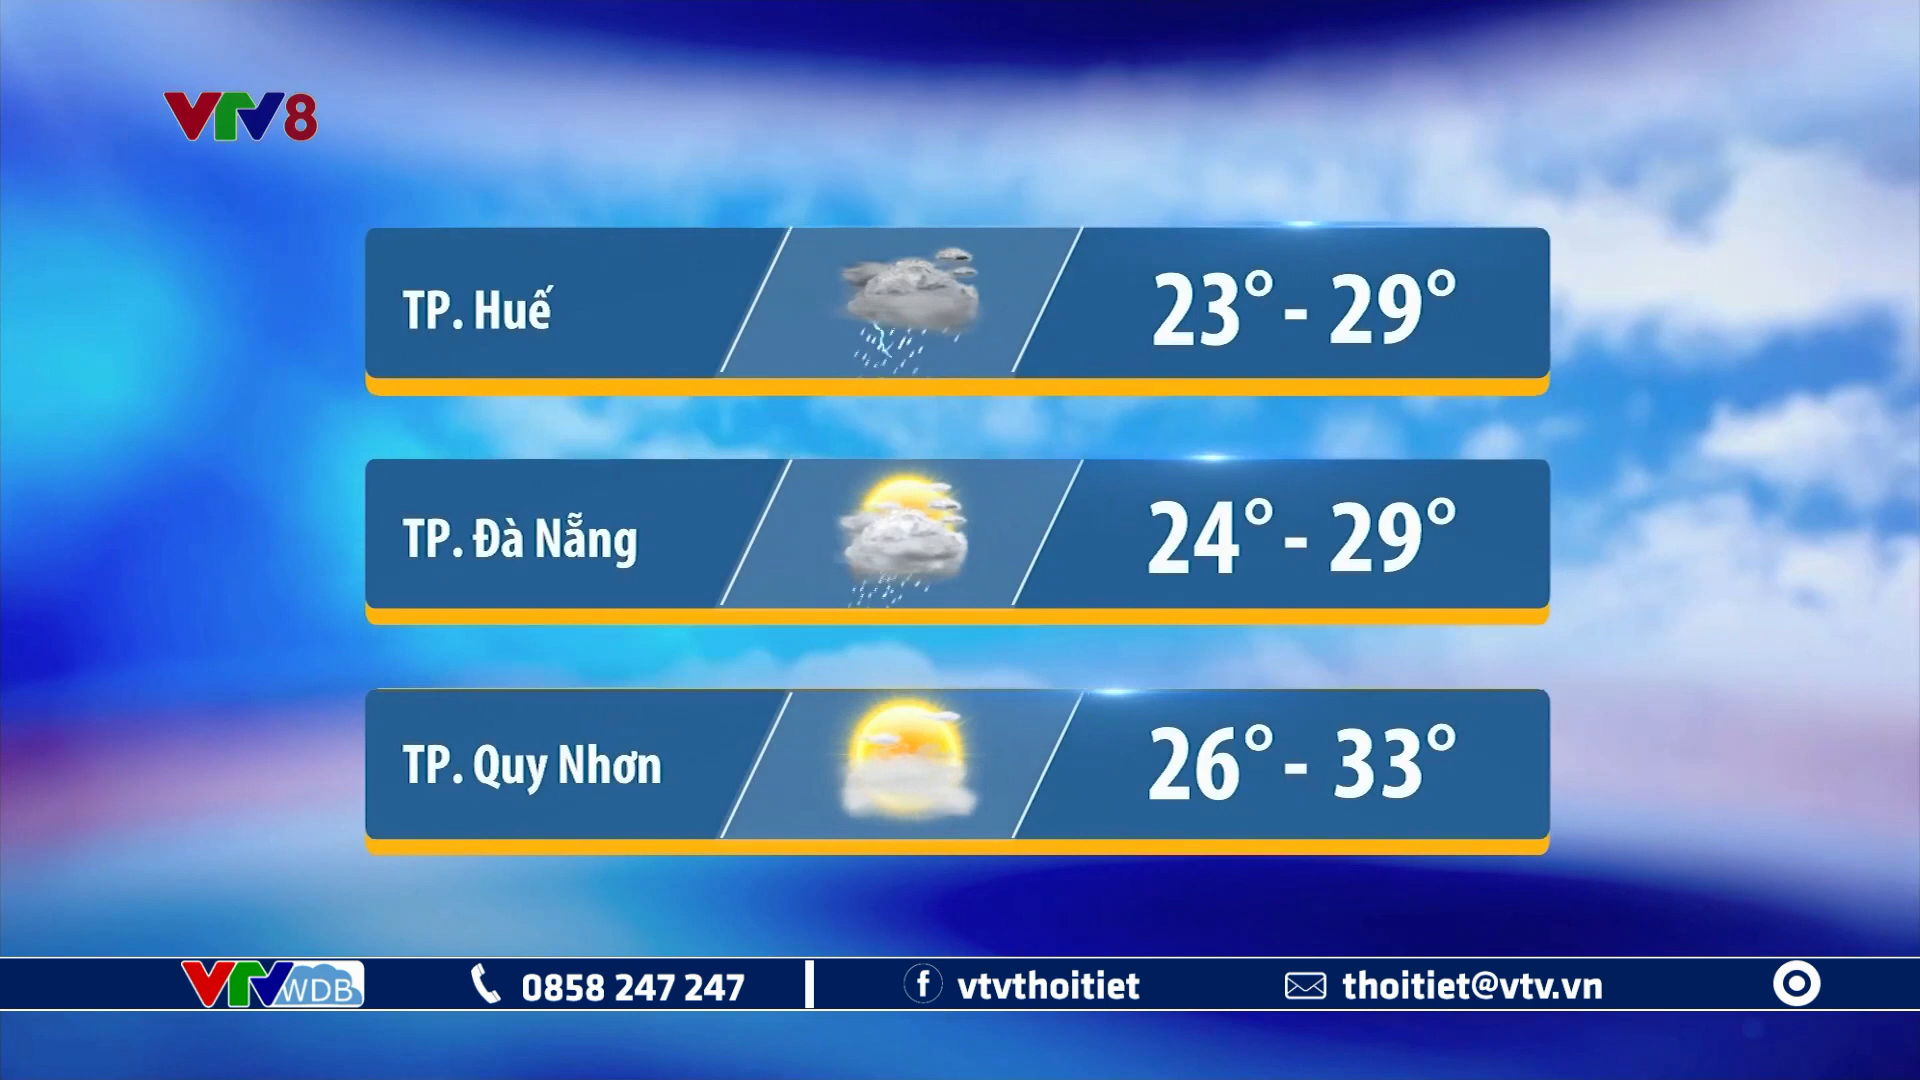 VTV8
TP. Huế 23° - 29°
TP. Đà Nẵng 24° - 29°
TP. Quy Nhơn 26° - 33°
VTV WDB 0858 247 247 f vtvthoitiet thoitiet@vtv.vn